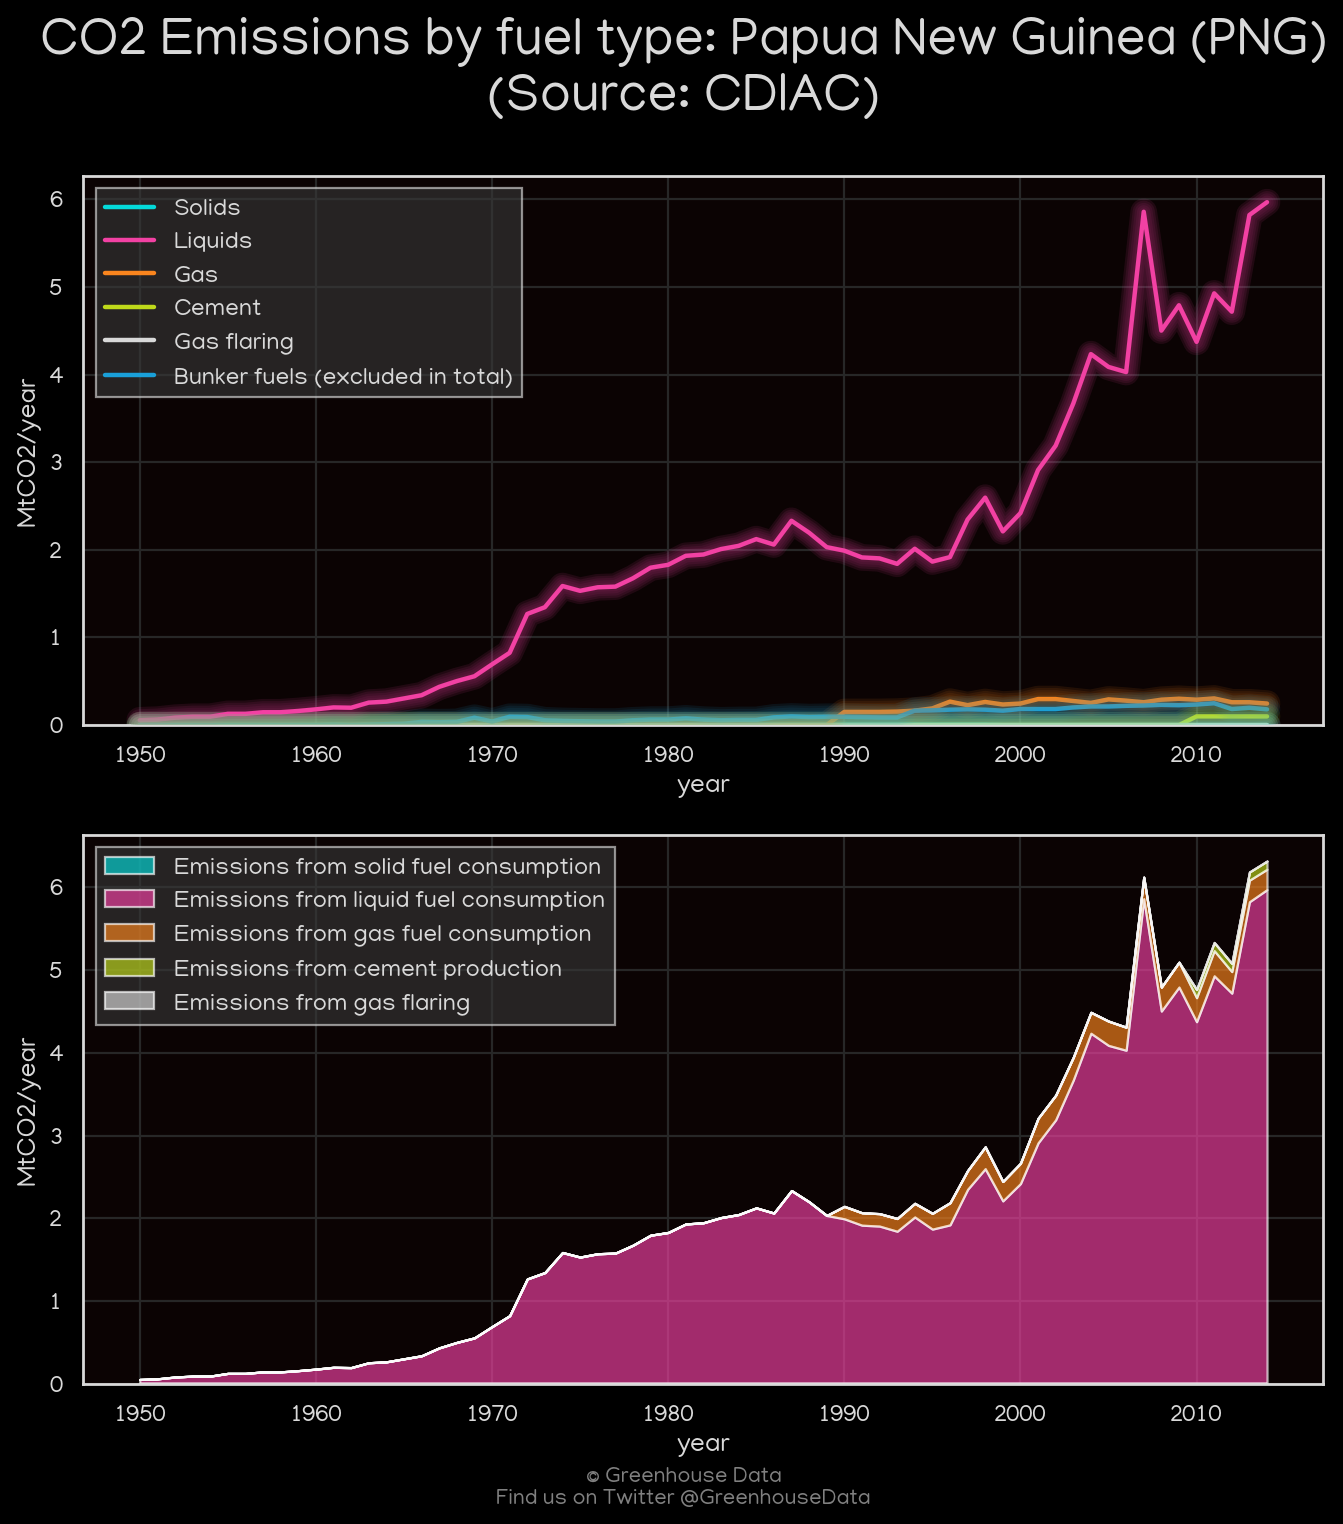 CO2 Emissions by fuel type: Papua New Guinea (PNG)
(Source: CDIAC)
6
5
4
3
2
1
0
MtCO2/year
Solids
Liquids
Gas
Cement
Gas flaring
Bunker fuels (excluded in total)
1950 1960 1970 1980 1990 2000 2010
year
6
5
4
3
2
1
0
MtCO2/year
Emissions from solid fuel consumption
Emissions from liquid fuel consumption
Emissions from gas fuel consumption
Emissions from cement production
Emissions from gas flaring
1950 1960 1970 1980 1990 2000 2010
year
© Greenhouse Data
Find us on Twitter @GreenhouseData